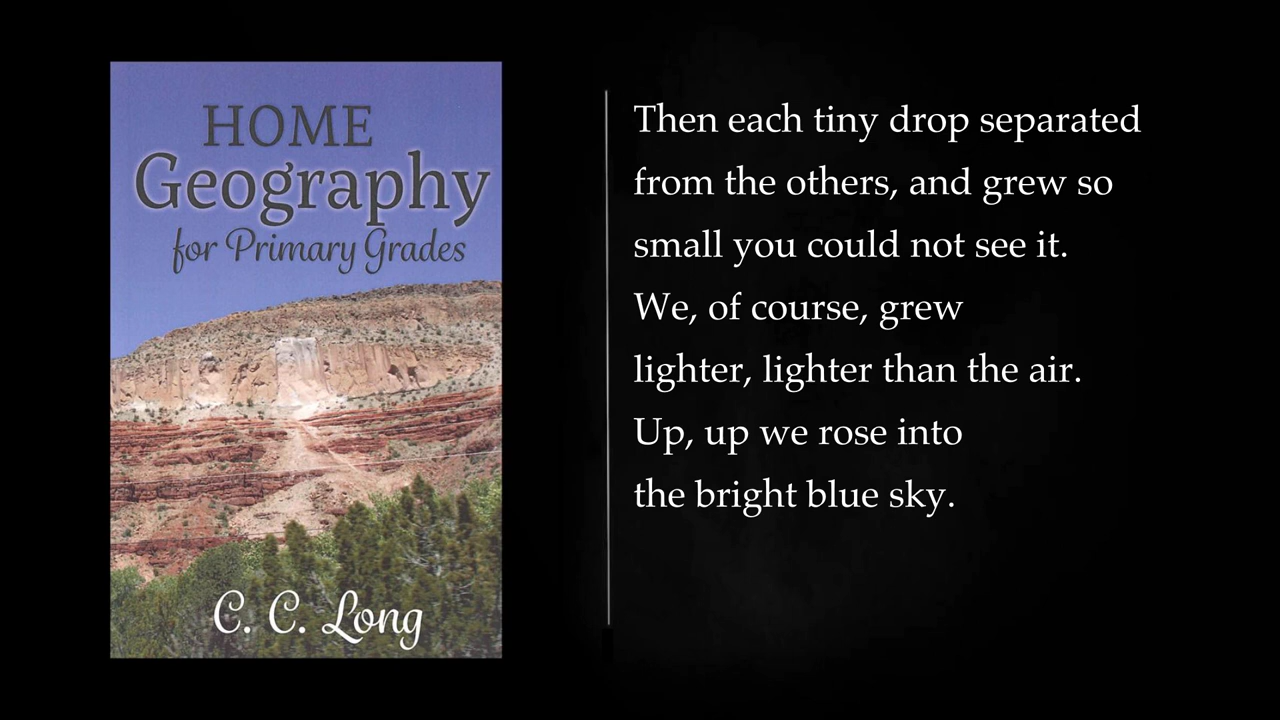 HOME
Geography
for Primary Grades
C. C. Long
Then each tiny drop separated
from the others, and grew so
small you could not see it.
We, of course, grew
lighter, lighter than the air.
Up, up we rose into
the bright blue sky.